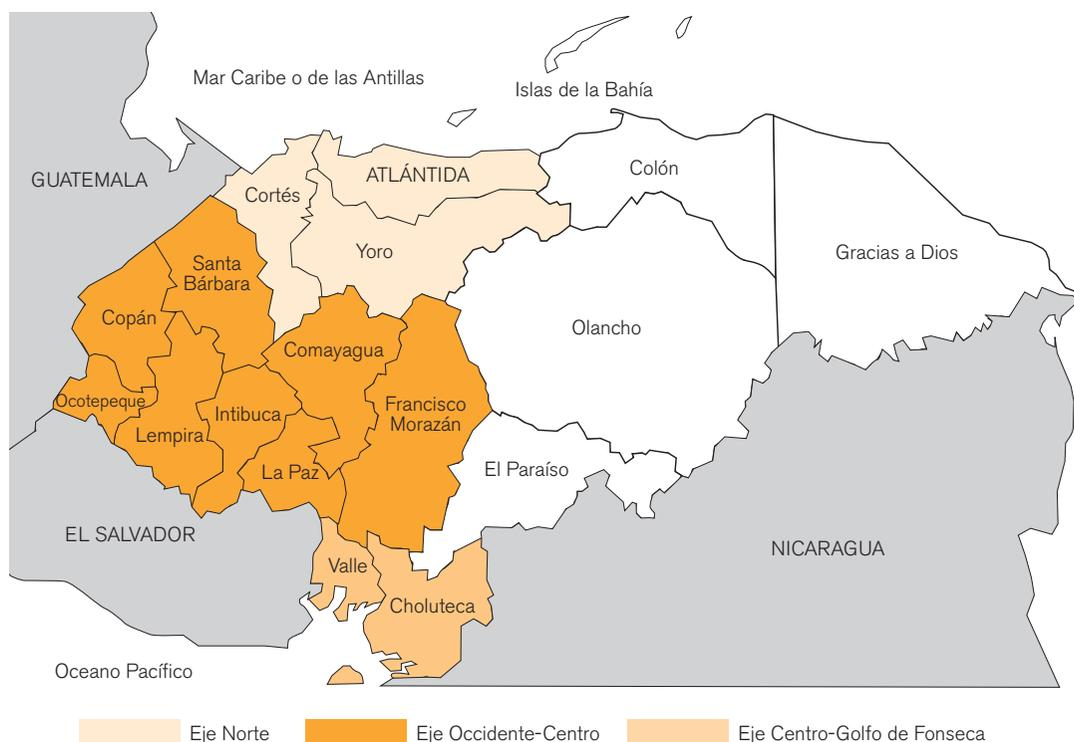 Mar Caribe o de las Antillas
Islas de la Bahía
GUATEMALA
Cortés
ATLÁNTIDA
Colón
Yoro
Gracias a Dios
Santa
Bárbara
Copán
Olancho
Comayagua
Ocotepeque
Intibuca
Francisco
Morazán
Lempira
La Paz
El Paraíso
EL SALVADOR
NICARAGUA
Valle
Choluteca
Oceano Pacífico
Eje Norte
Eje Occidente-Centro
Eje Centro-Golfo de Fonseca